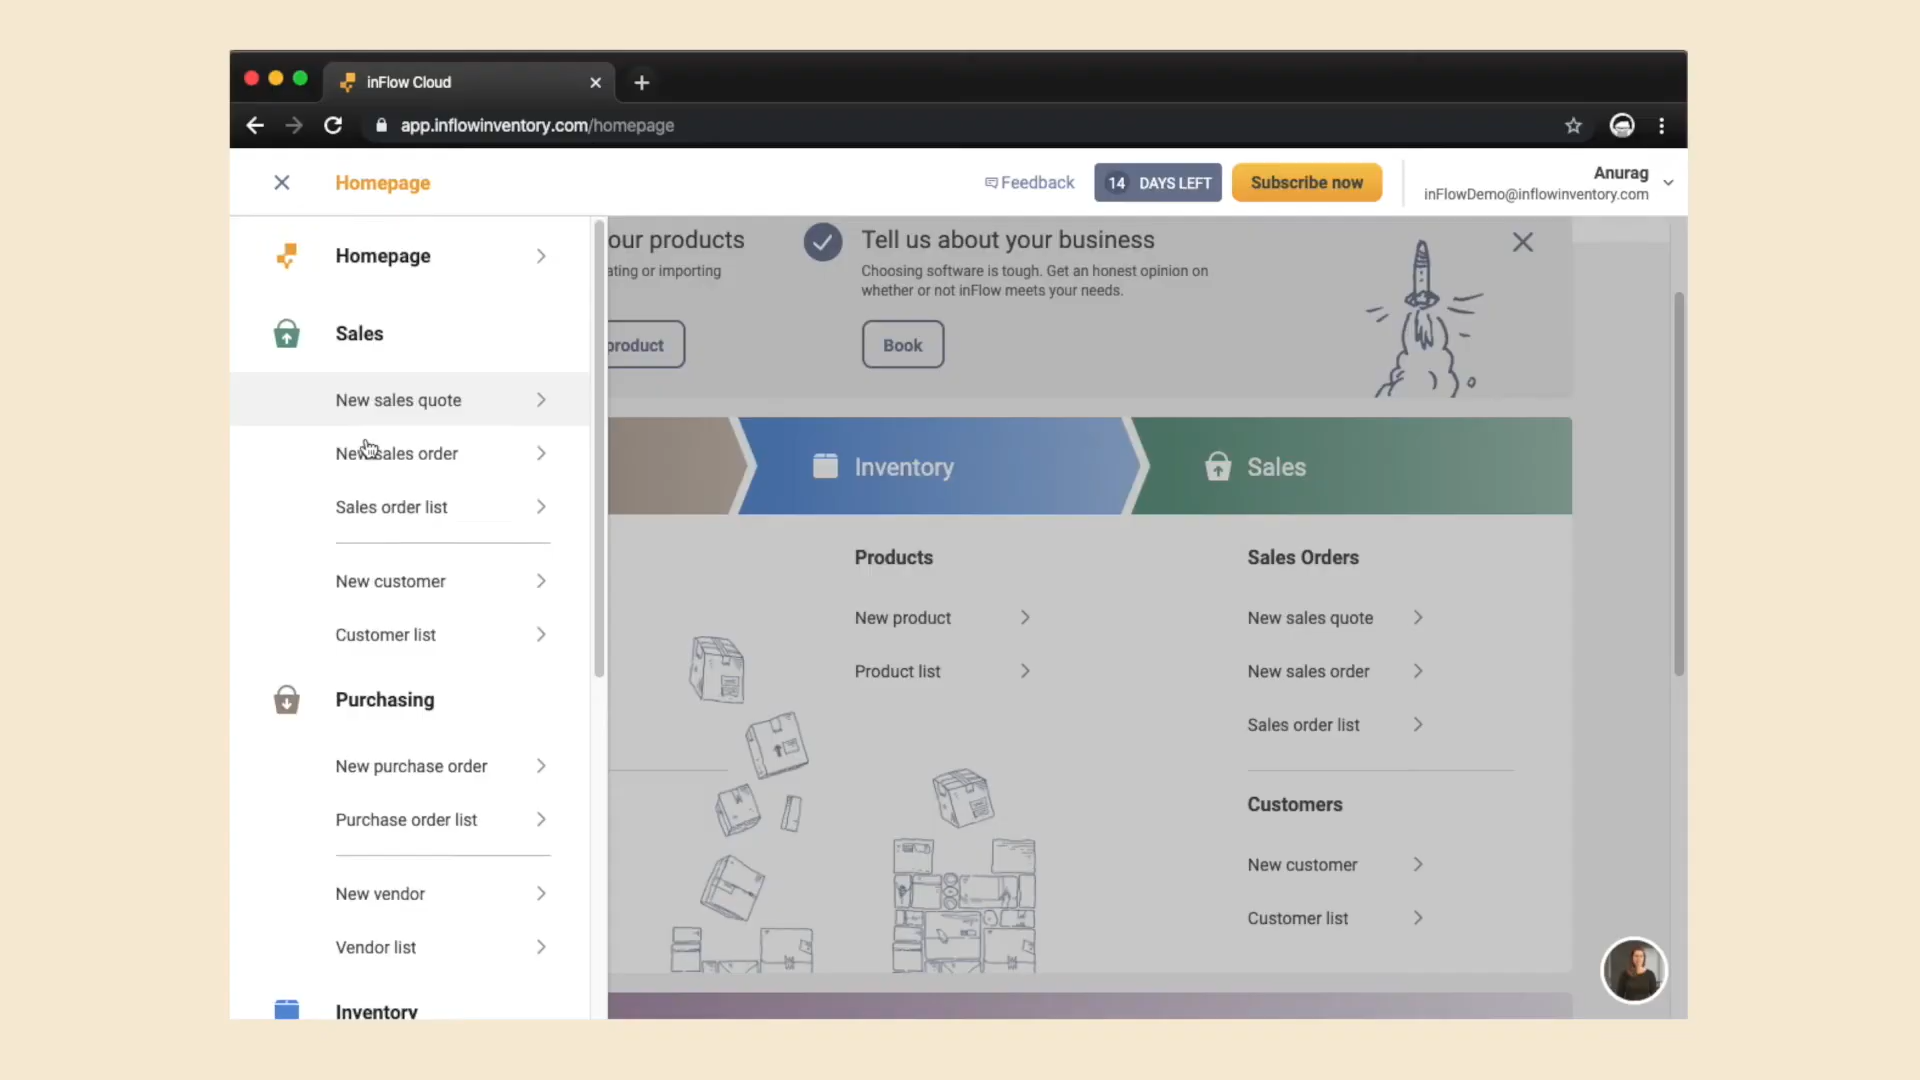 inFlow Cloud
app.inflowinventory.com/homepage
Homepage
Feedback
14 DAYS LEFT
Subscribe now
Anurag
inFlowDemo@inflowinventory.com
Homepage
Sales
New sales quote
New sales order
Sales order list
New customer
Customer list
Purchasing
New purchase order
Purchase order list
New vendor
Vendor list
Inventory
our products
ating or importing
product
Tell us about your business
Choosing software is tough. Get an honest opinion on
whether or not inFlow meets your needs.
Book
Inventory
Products
New product
Product list
Sales
Sales Orders
New sales quote
New sales order
Sales order list
Customers
New customer
Customer list